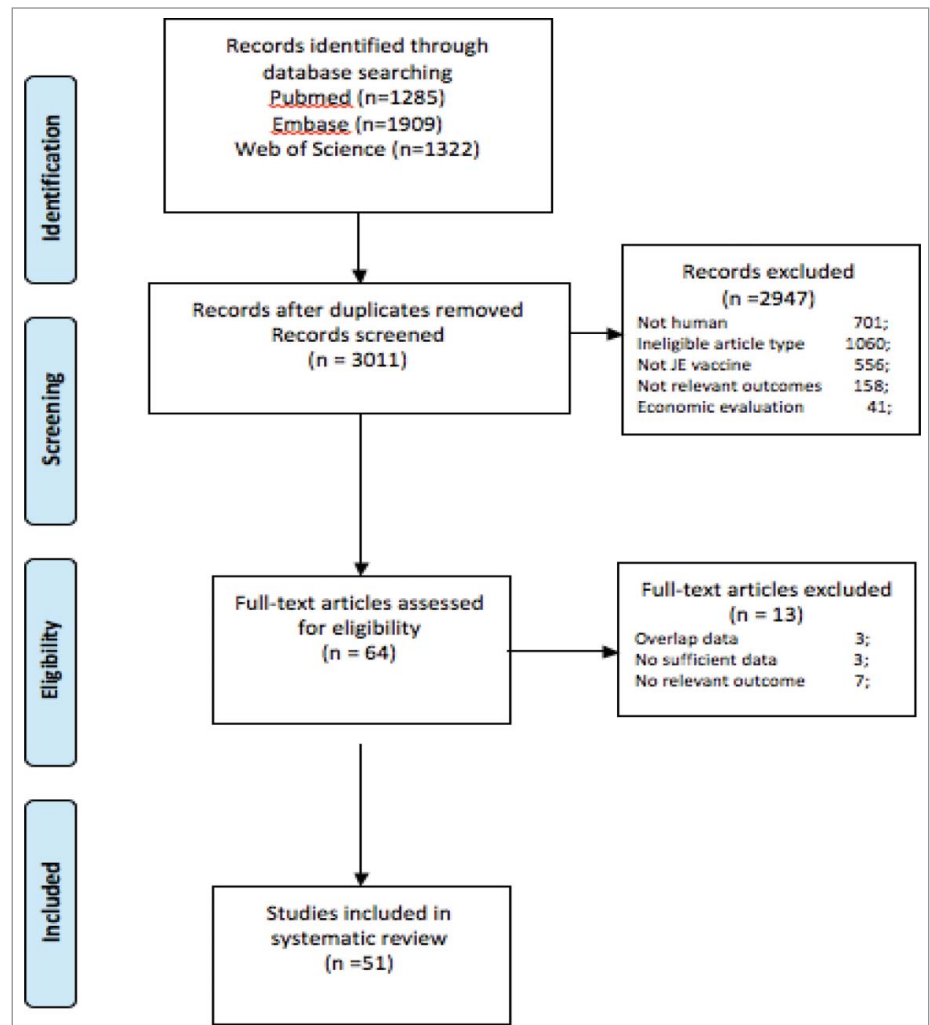 Identification
Records identified through
database searching
Pubmed (n=1285)
Embase (n=1909)
Web of Science (n=1322)
Screening
Records after duplicates removed
Records screened
(n = 3011)
Records excluded
(n =2947)
Not human 701;
Ineligible article type 1060;
Not JE vaccine 556;
Not relevant outcomes 158;
Economic evaluation 41;
Eligibility
Full-text articles assessed
for eligibility
(n = 64)
Full-text articles excluded
(n = 13)
Overlap data 3;
No sufficient data 3;
No relevant outcome 7;
Included
Studies included in
systematic review
(n =51)